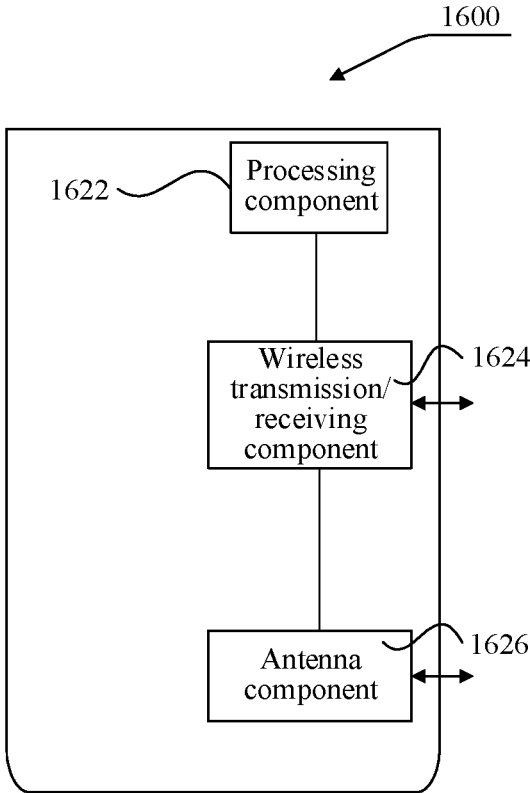 1600
Processing
component
1622
Wireless
transmission/
receiving
component
1624
Antenna
component
1626